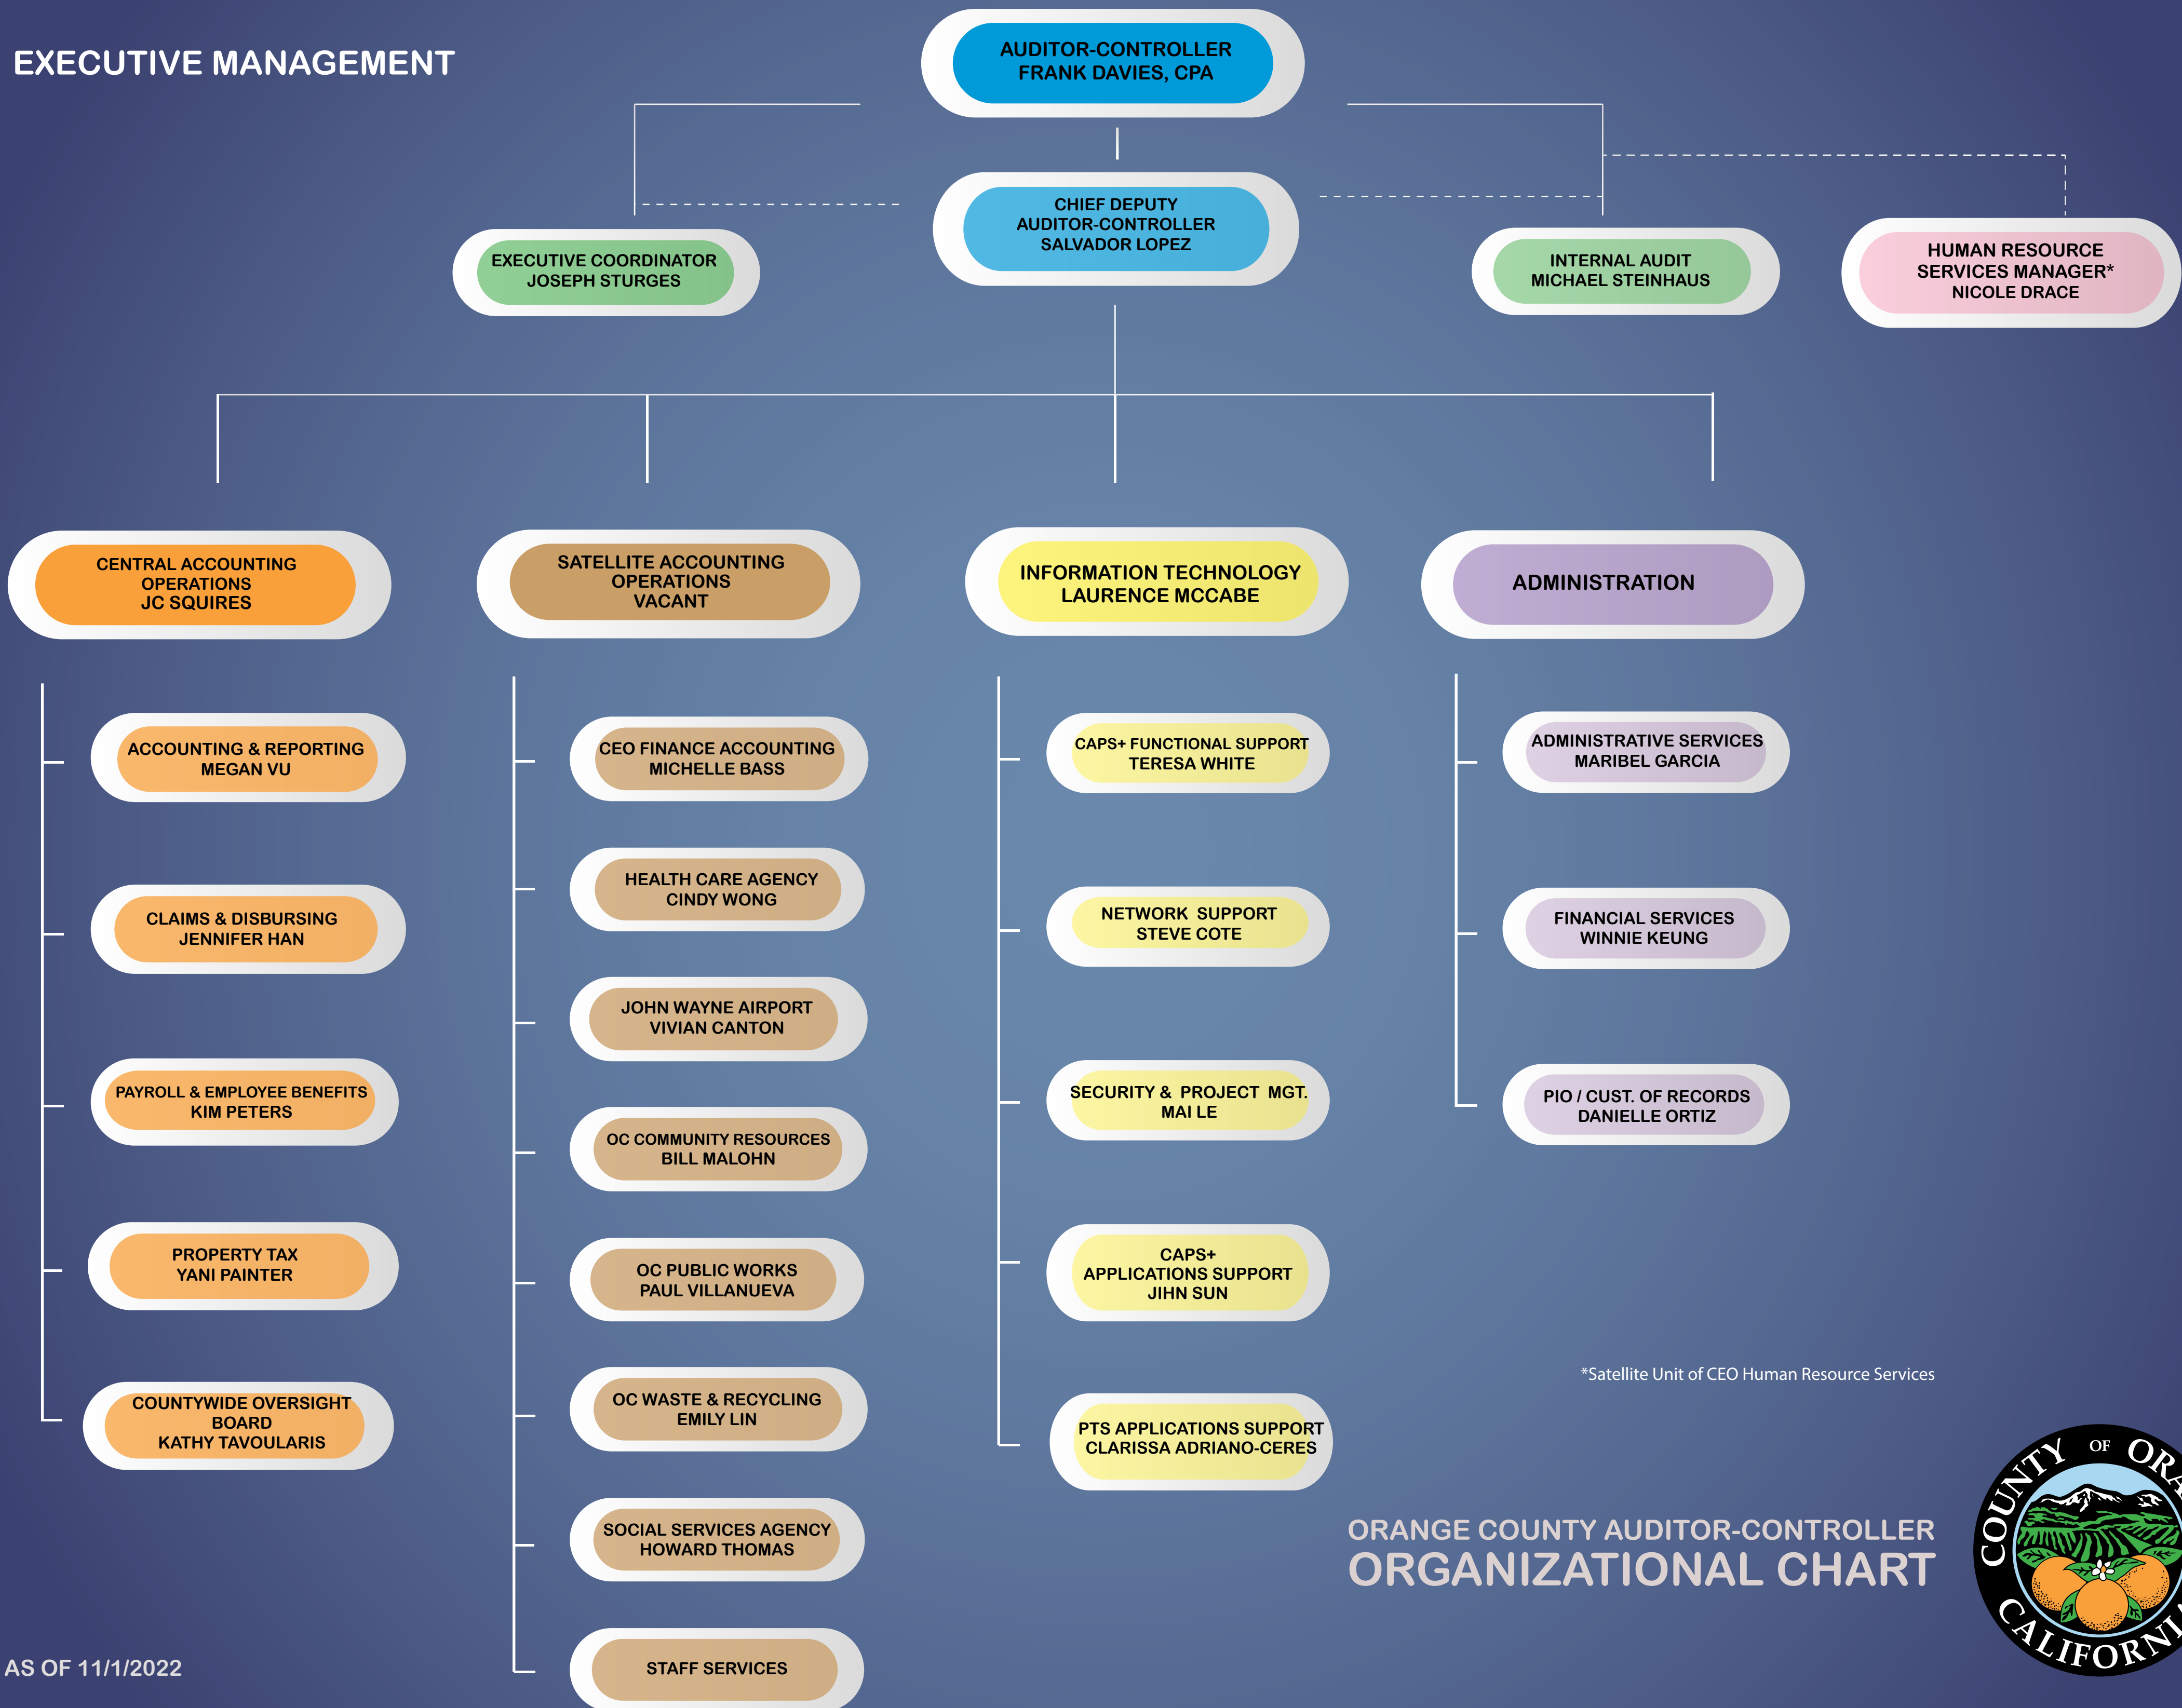 EXECUTIVE MANAGEMENT
AUDITOR-CONTROLLER
FRANK DAVIES, CPA
CHIEF DEPUTY
AUDITOR-CONTROLLER
SALVADOR LOPEZ
EXECUTIVE COORDINATOR
JOSEPH STURGES
INTERNAL AUDIT
MICHAEL STEINHAUS
HUMAN RESOURCE
SERVICES MANAGER*
NICOLE DRACE
CENTRAL ACCOUNTING
OPERATIONS
JC SQUIRES
SATELLITE ACCOUNTING
OPERATIONS
VACANT
INFORMATION TECHNOLOGY
LAURENCE MCCABE
ADMINISTRATION
ACCOUNTING & REPORTING
MEGAN VU
CLAIMS & DISBURSING
JENNIFER HAN
PAYROLL & EMPLOYEE BENEFITS
KIM PETERS
PROPERTY TAX
YANI PAINTER
COUNTYWIDE OVERSIGHT
BOARD
KATHY TAVOULARIS
CEO FINANCE ACCOUNTING
MICHELLE BASS
HEALTH CARE AGENCY
CINDY WONG
JOHN WAYNE AIRPORT
VIVIAN CANTON
OC COMMUNITY RESOURCES
BILL MALOHN
OC PUBLIC WORKS
PAUL VILLANUEVA
OC WASTE & RECYCLING
EMILY LIN
SOCIAL SERVICES AGENCY
HOWARD THOMAS
STAFF SERVICES
CAPS+ FUNCTIONAL SUPPORT
TERESA WHITE
NETWORK SUPPORT
STEVE COTE
SECURITY & PROJECT MGT.
MAI LE
CAPS+
APPLICATIONS SUPPORT
JIHN SUN
PTS APPLICATIONS SUPPORT
CLARISSA ADRIANO-CERES
ADMINISTRATIVE SERVICES
MARIBEL GARCIA
FINANCIAL SERVICES
WINNIE KEUNG
PIO / CUST. OF RECORDS
DANIELLE ORTIZ
*Satellite Unit of CEO Human Resource Services
ORANGE COUNTY AUDITOR-CONTROLLER
ORGANIZATIONAL CHART
COUNTY OF
CALIFORNIA
AS OF 11/1/2022